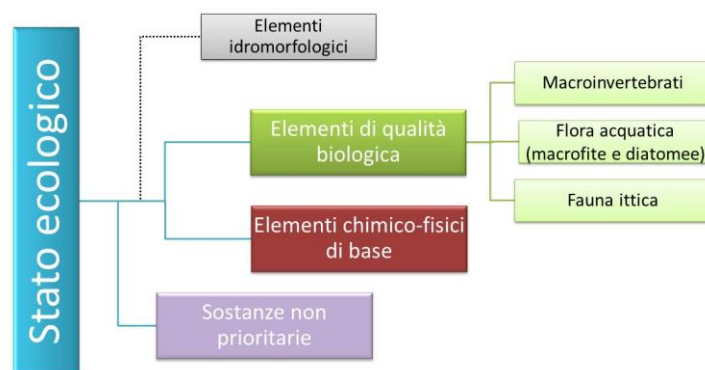 Stato ecologico
Elementi
idromorfologici
Elementi di qualità
biologica
Macroinvertebrati
Flora acquatica
(macrofite e diatomee)
Fauna ittica
Elementi chimico-fisici
di base
Sostanze non
prioritarie